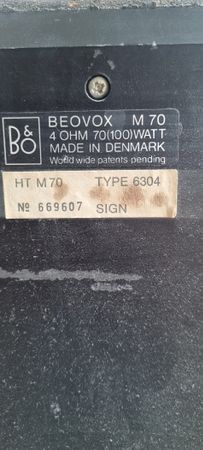 B&O
BEOVOX M 70
4 OHM 70(100)WATT
MADE IN DENMARK
World wide patents pending
HT M70 TYPE 6304
№ 669607 SIGN